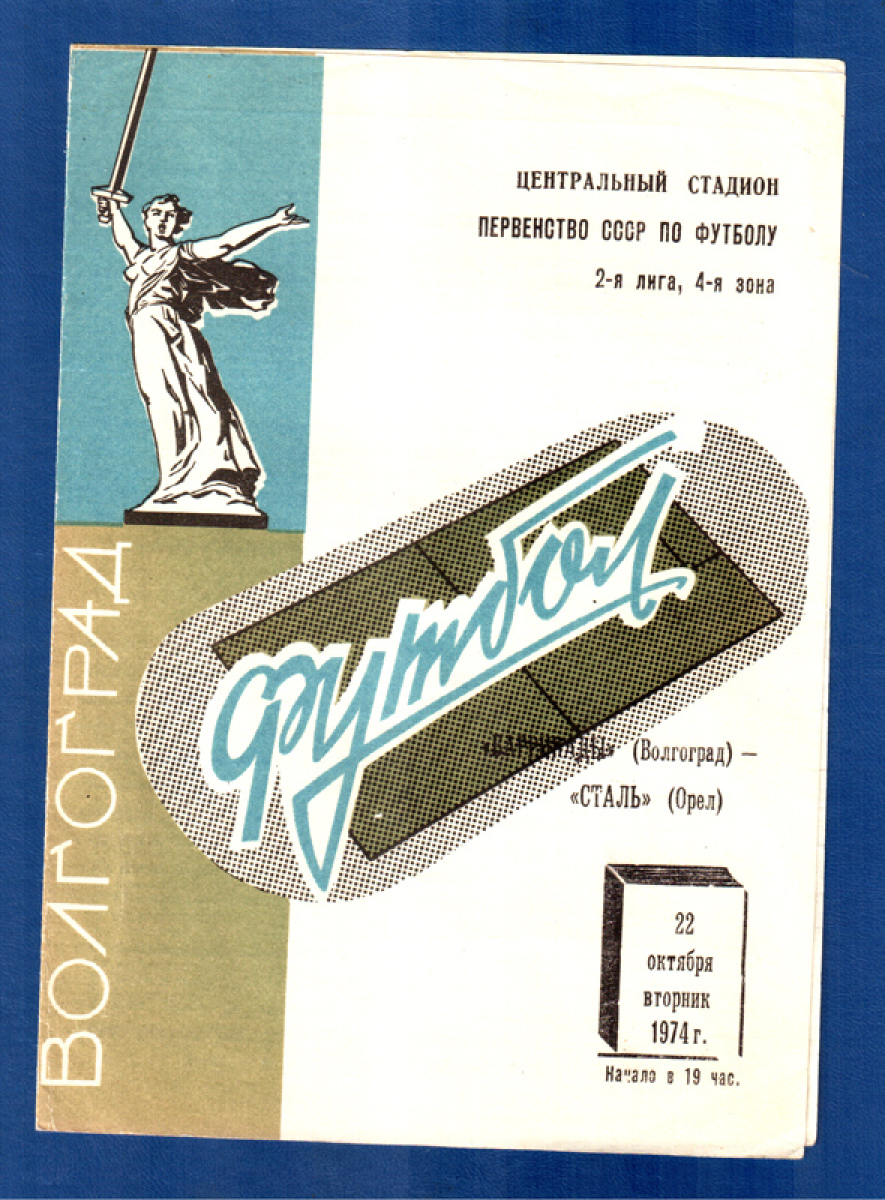 ВОЛГОГРАД
ЦЕНТРАЛЬНЫЙ СТАДИОН
ПЕРВЕНСТВО СССР ПО ФУТБОЛУ
2-я лига, 4-я зона
футбол
«БАРРИКАДЫ» (Волгоград) –
«СТАЛЬ» (Орел)
22
октября
вторник
1974 г.
Начало в 19 час.